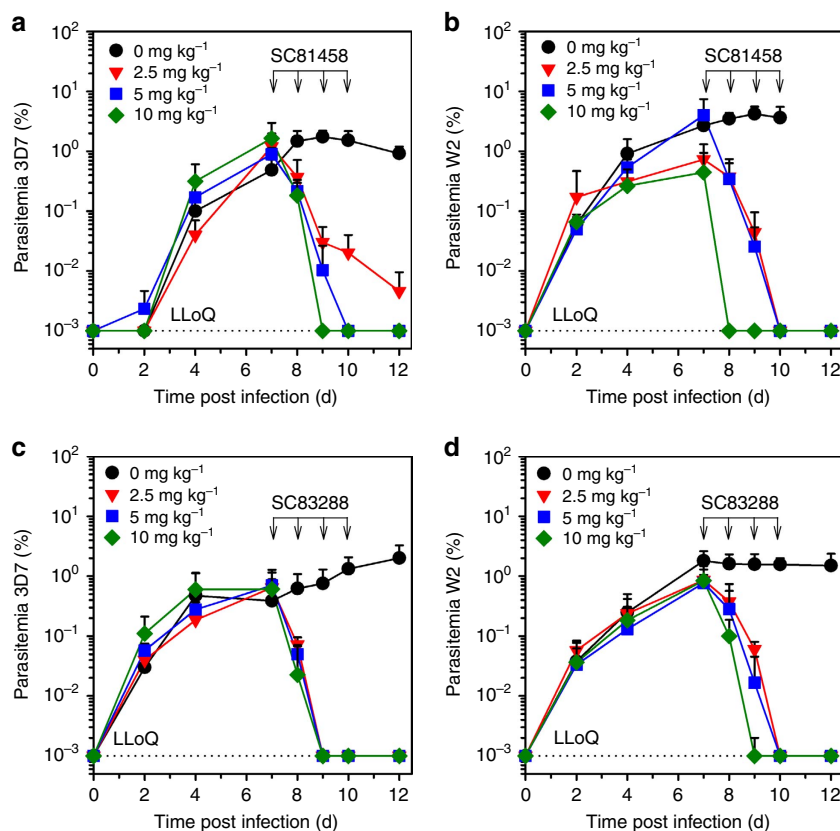 a
Parasitemia 3D7 (%)
10²
10¹
10⁰
10⁻¹
10⁻²
10⁻³
0 mg kg⁻¹
2.5 mg kg⁻¹
5 mg kg⁻¹
10 mg kg⁻¹
SC81458
LLoQ
0 2 4 6 8 10 12
Time post infection (d)
b
Parasitemia W2 (%)
10²
10¹
10⁰
10⁻¹
10⁻²
10⁻³
0 mg kg⁻¹
2.5 mg kg⁻¹
5 mg kg⁻¹
10 mg kg⁻¹
SC81458
LLoQ
0 2 4 6 8 10 12
Time post infection (d)
c
Parasitemia 3D7 (%)
10²
10¹
10⁰
10⁻¹
10⁻²
10⁻³
0 mg kg⁻¹
2.5 mg kg⁻¹
5 mg kg⁻¹
10 mg kg⁻¹
SC83288
LLoQ
0 2 4 6 8 10 12
Time post infection (d)
d
Parasitemia W2 (%)
10²
10¹
10⁰
10⁻¹
10⁻²
10⁻³
0 mg kg⁻¹
2.5 mg kg⁻¹
5 mg kg⁻¹
10 mg kg⁻¹
SC83288
LLoQ
0 2 4 6 8 10 12
Time post infection (d)